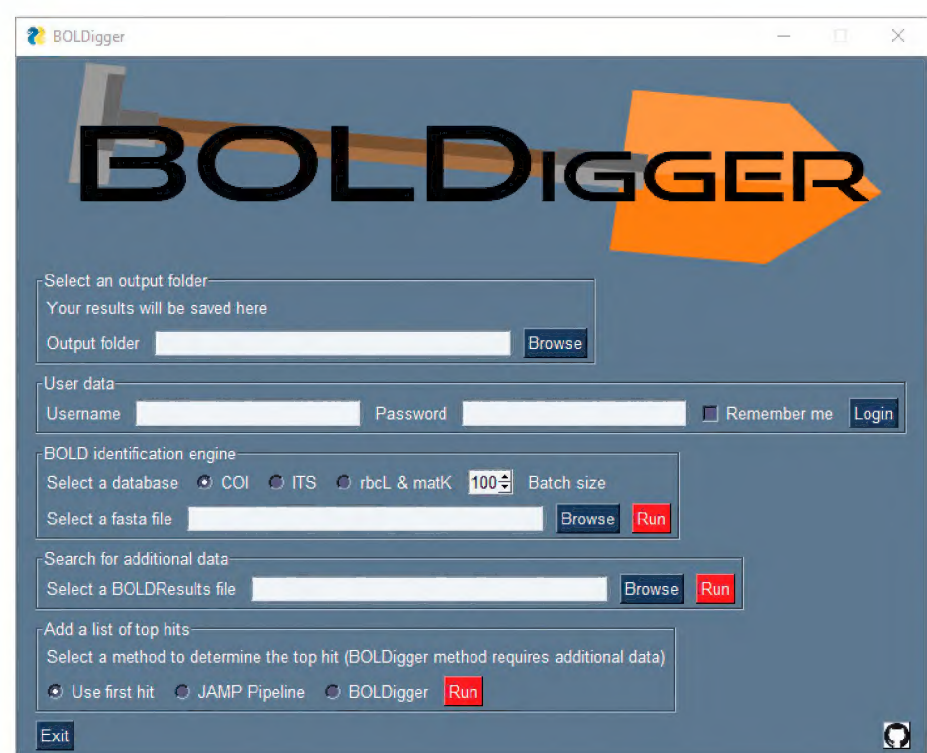 BOLDigger
BOLDIGGER
Select an output folder
Your results will be saved here
Output folder Browse
User data
Username Password Remember me Login
BOLD identification engine
Select a database COI ITS rbcL & matK 100 Batch size
Select a fasta file Browse Run
Search for additional data
Select a BOLDResults file Browse Run
Add a list of top hits
Select a method to determine the top hit (BOLDigger method requires additional data)
Use first hit JAMP Pipeline BOLDigger Run
Exit